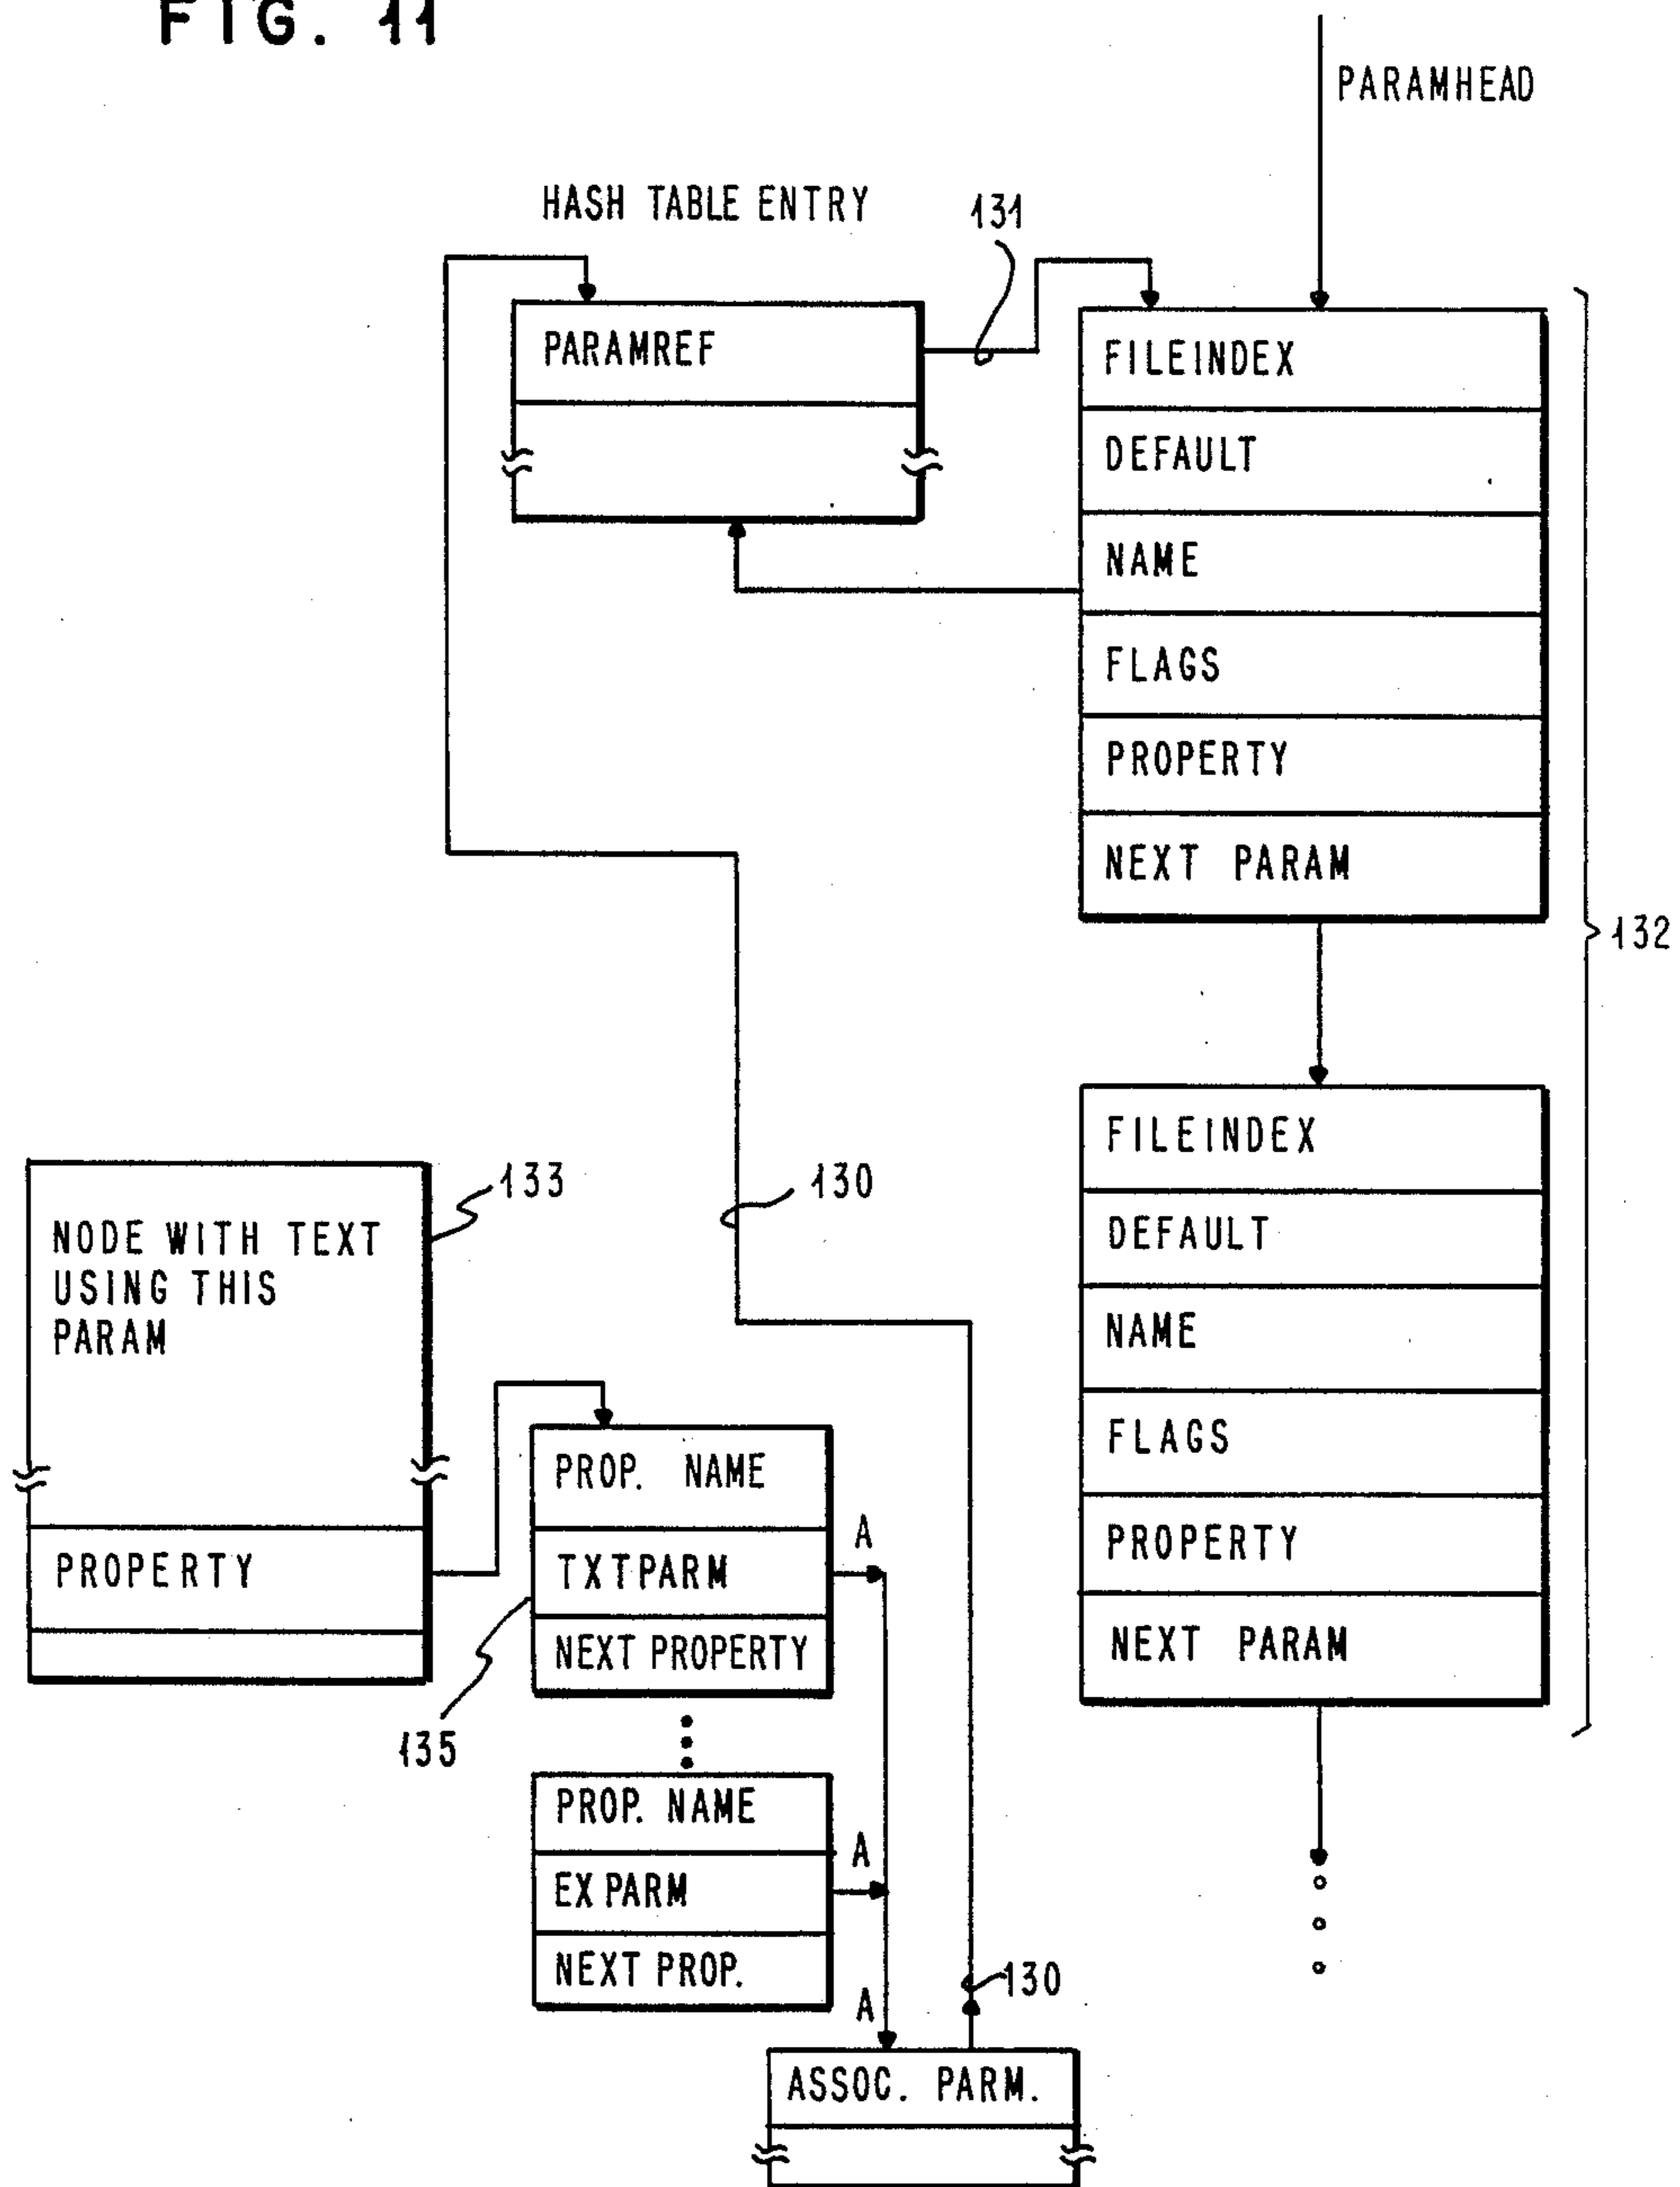 FIG. 11
PARAMHEAD
HASH TABLE ENTRY
131
PARAMREF
FILEINDEX
DEFAULT
NAME
FLAGS
PROPERTY
NEXT PARAM
132
133
130
NODE WITH TEXT
USING THIS
PARAM
PROPERTY
FILEINDEX
DEFAULT
NAME
FLAGS
PROPERTY
NEXT PARAM
PROP. NAME
TXTPARM
NEXT PROPERTY
A
135
PROP. NAME
EXPARM
NEXT PROP.
A
A
130
ASSOC. PARM.